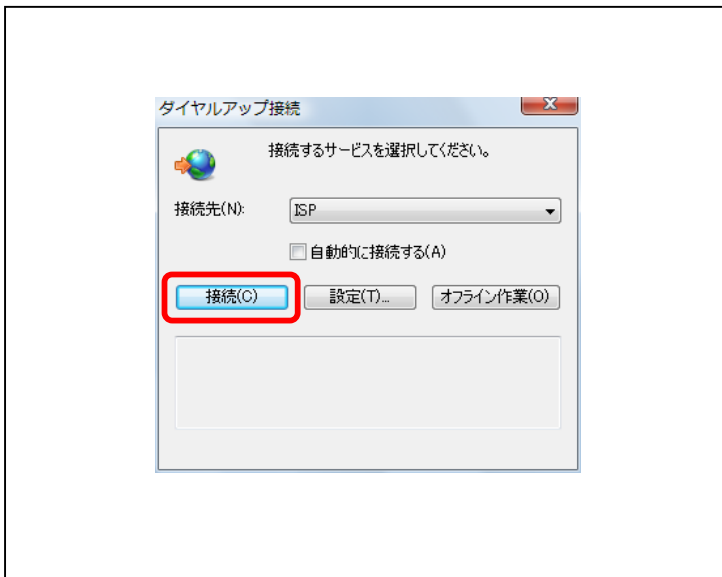 ダイヤルアップ接続
接続するサービスを選択してください。
接続先(N): ISP
自動的に接続する(A)
接続(C) 設定(T)... オフライン作業(O)